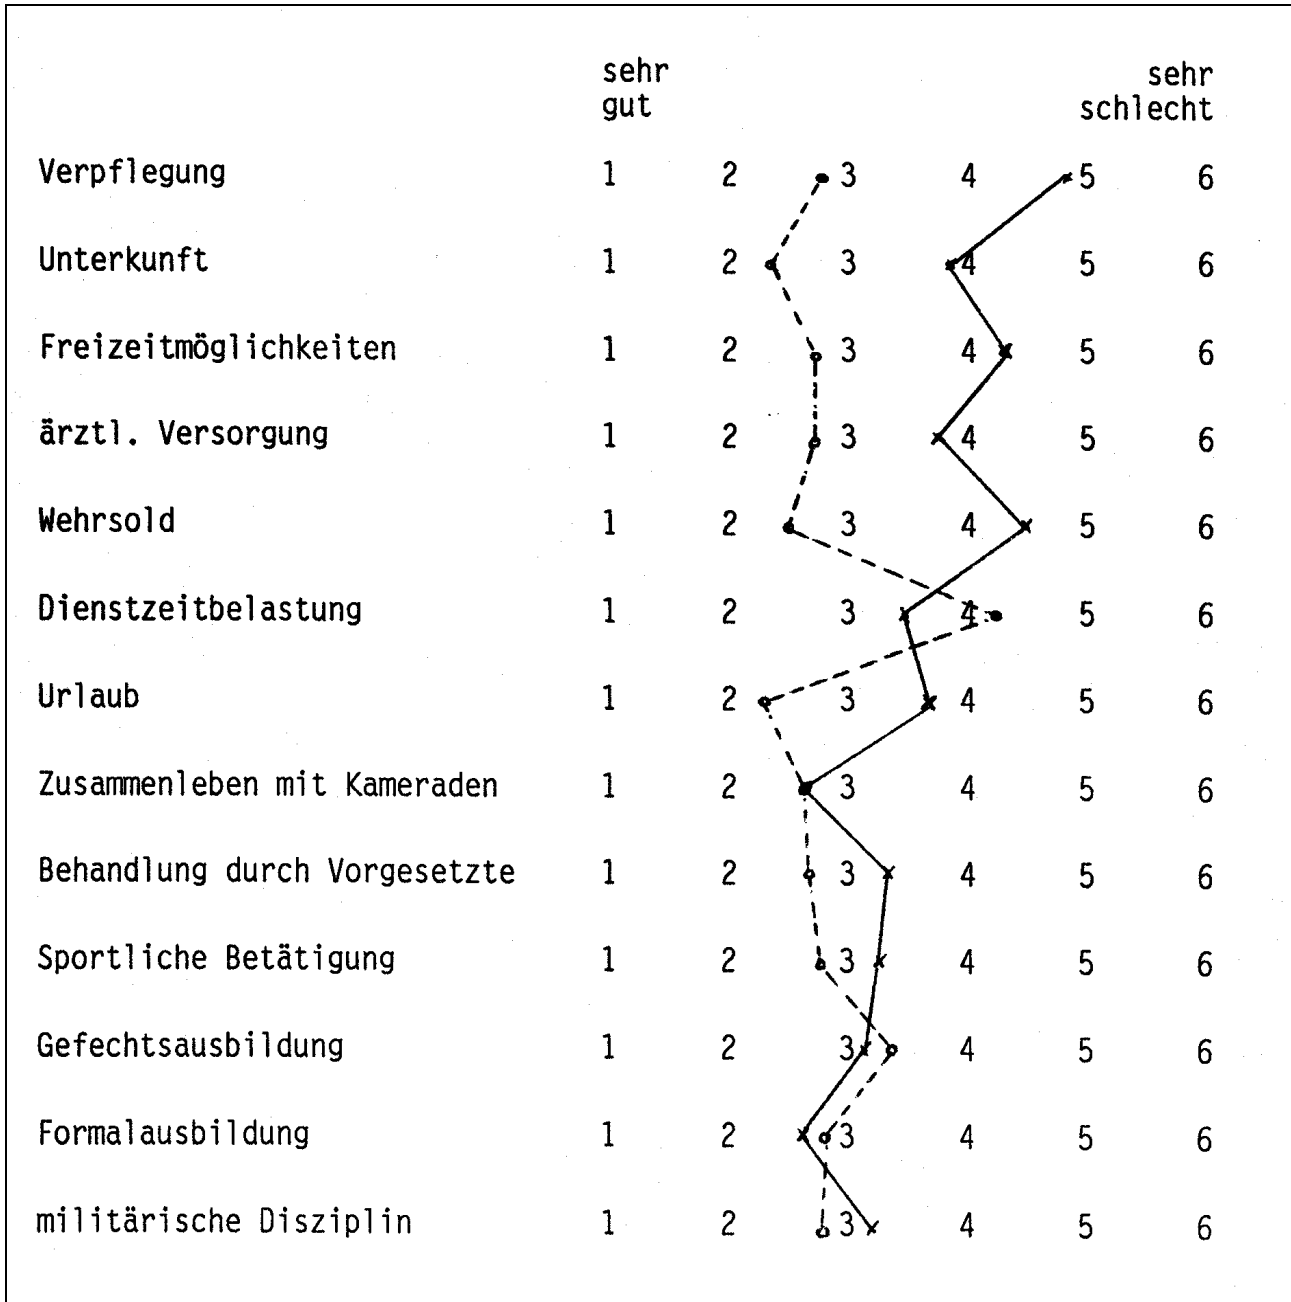 sehr sehr
gut schlecht
Verpflegung 1 2 3 4 5 6
Unterkunft 1 2 3 4 5 6
Freizeitmöglichkeiten 1 2 3 4 5 6
ärztl. Versorgung 1 2 3 4 5 6
Wehrsold 1 2 3 4 5 6
Dienstzeitbelastung 1 2 3 4 5 6
Urlaub 1 2 3 4 5 6
Zusammenleben mit Kameraden 1 2 3 4 5 6
Behandlung durch Vorgesetzte 1 2 3 4 5 6
Sportliche Betätigung 1 2 3 4 5 6
Gefechtsausbildung 1 2 3 4 5 6
Formalausbildung 1 2 3 4 5 6
militärische Disziplin 1 2 3 4 5 6